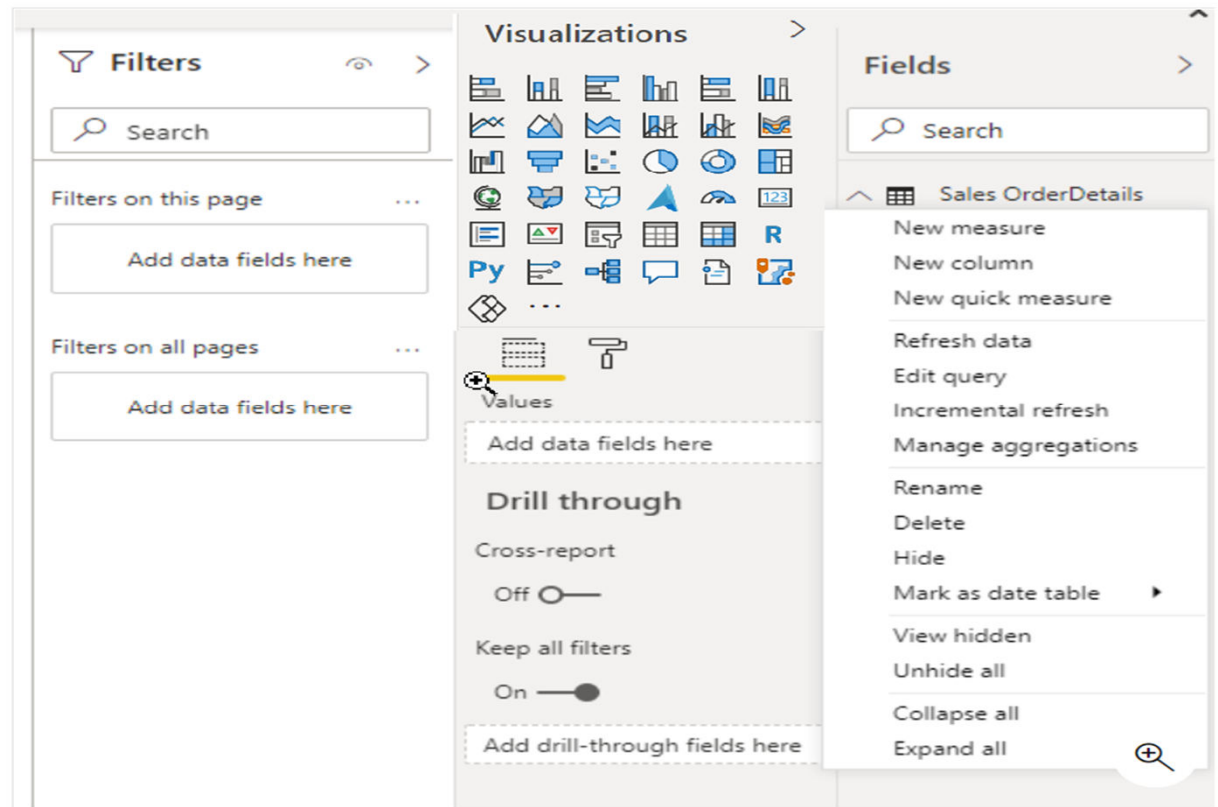 Filters
Search
Filters on this page
...
Add data fields here
Filters on all pages
...
Add data fields here
Visualizations
123
R
Py
...
Values
Add data fields here
Drill through
Cross-report
Off
Keep all filters
On
Add drill-through fields here
Fields
Search
Sales OrderDetails
New measure
New column
New quick measure
Refresh data
Edit query
Incremental refresh
Manage aggregations
Rename
Delete
Hide
Mark as date table
View hidden
Unhide all
Collapse all
Expand all